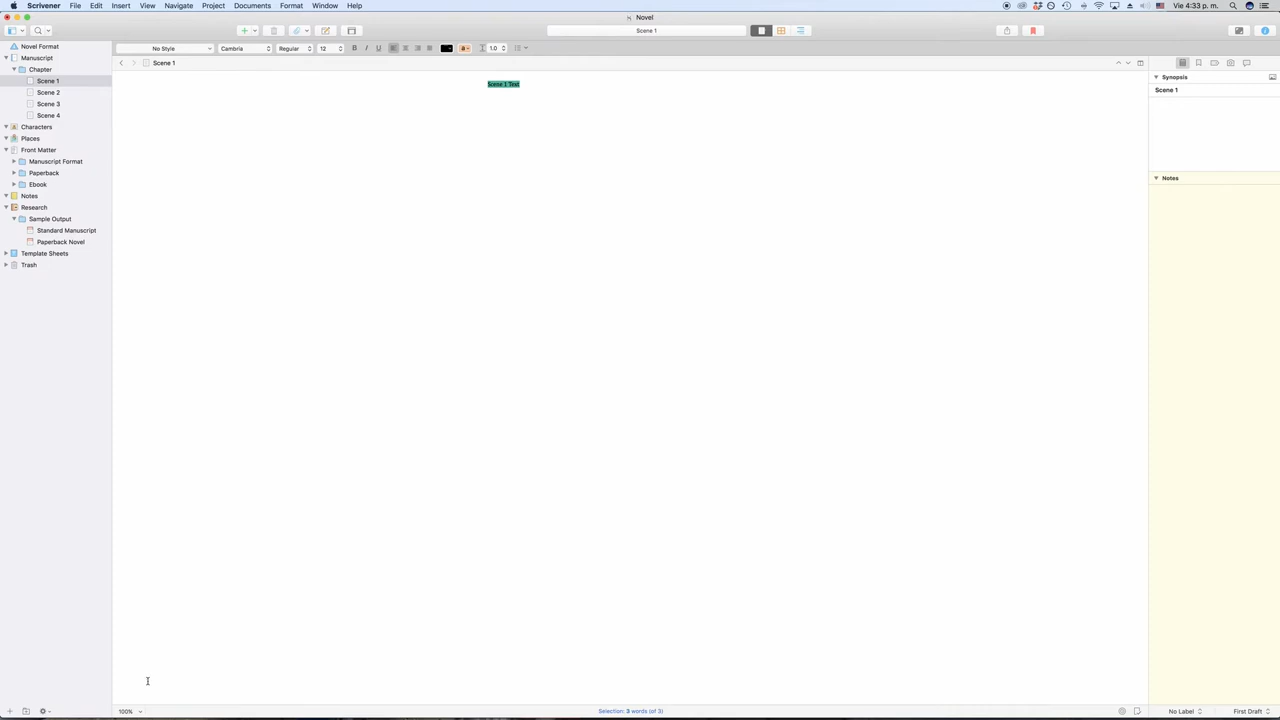 Scrivener File Edit Insert View Navigate Project Documents Format Window Help Vie 4:33 p. m.
Novel
Scene 1
No Style Cambria Regular 12 B I U 1.0
Scene 1
Novel Format
Manuscript
Chapter
Scene 1
Scene 2
Scene 3
Scene 4
Characters
Places
Front Matter
Manuscript Format
Paperback
Ebook
Notes
Research
Sample Output
Standard Manuscript
Paperback Novel
Template Sheets
Trash
Scene 1 Text
Synopsis
Scene 1
Notes
100%
Selection: 3 words (of 3)
No Label
First Draft